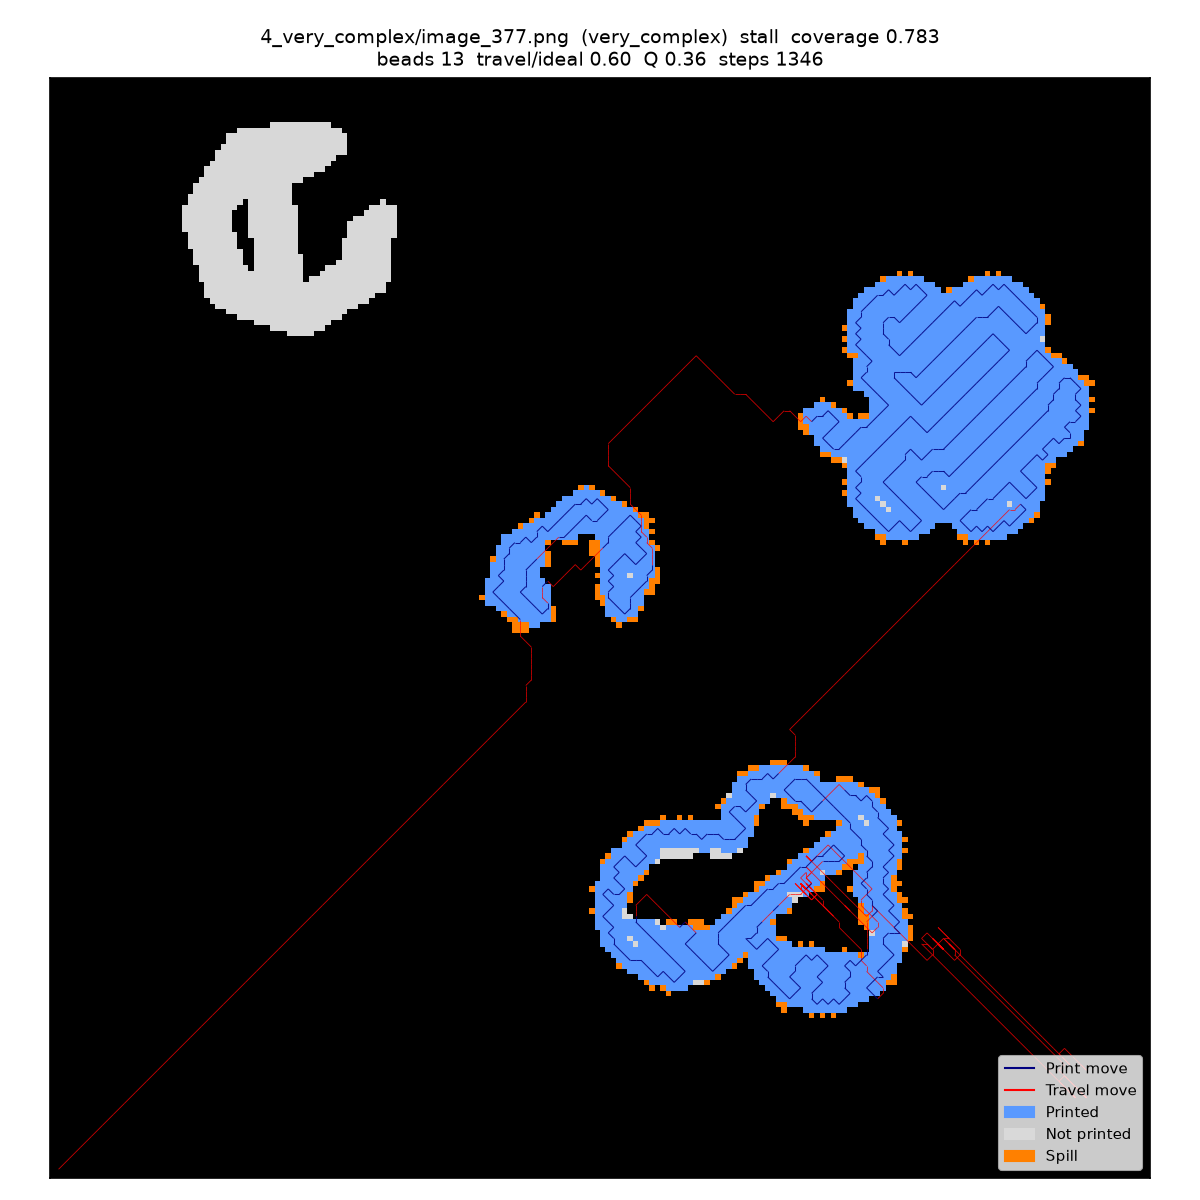 4_very_complex/image_377.png  (very_complex)  stall  coverage 0.783
beads 13  travel/ideal 0.60  Q 0.36  steps 1346
Print move
Travel move
Printed
Not printed
Spill